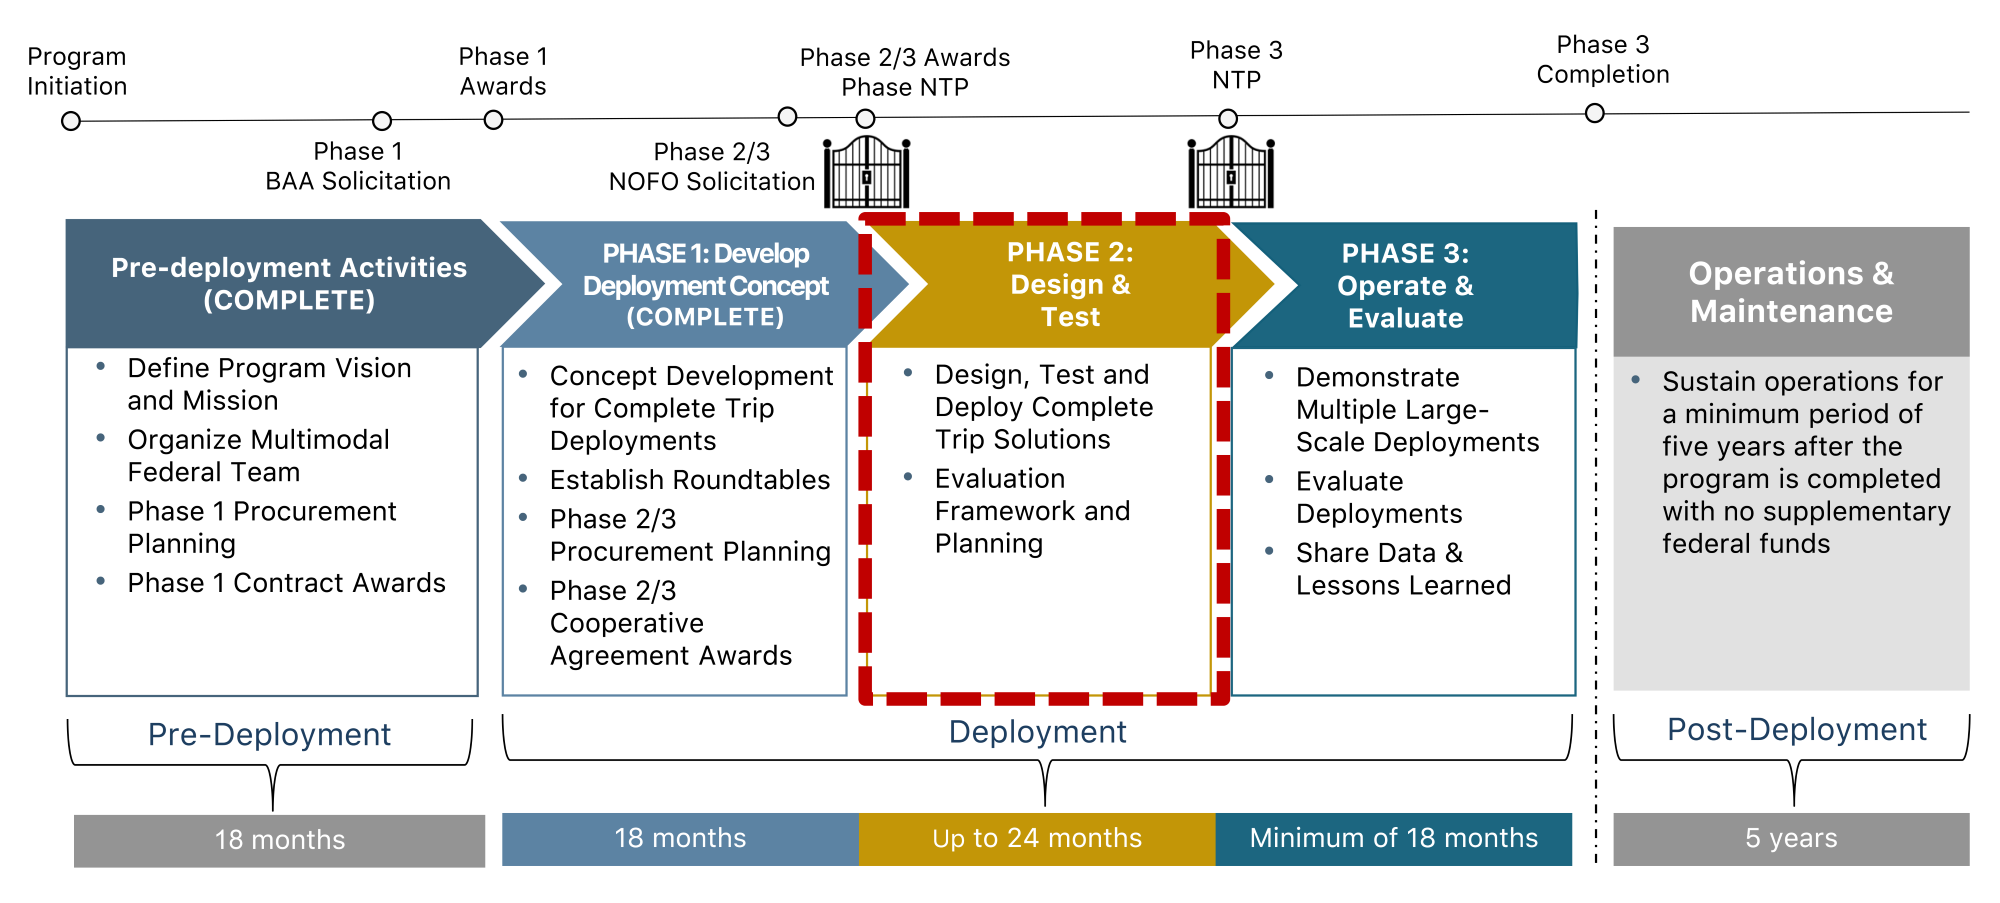 Program
Initiation
Phase 1
Awards
Phase 2/3 Awards
Phase NTP
Phase 3
NTP
Phase 3
Completion
Phase 1
BAA Solicitation
Phase 2/3
NOFO Solicitation
Pre-deployment Activities
(COMPLETE)
• Define Program Vision
and Mission
• Organize Multimodal
Federal Team
• Phase 1 Procurement
Planning
• Phase 1 Contract Awards
PHASE 1: Develop
Deployment Concept
(COMPLETE)
• Concept Development
for Complete Trip
Deployments
• Establish Roundtables
• Phase 2/3
Procurement Planning
• Phase 2/3
Cooperative
Agreement Awards
PHASE 2:
Design &
Test
• Design, Test and
Deploy Complete
Trip Solutions
• Evaluation
Framework and
Planning
PHASE 3:
Operate &
Evaluate
• Demonstrate
Multiple Large-
Scale Deployments
• Evaluate
Deployments
• Share Data &
Lessons Learned
Operations &
Maintenance
• Sustain operations for
a minimum period of
five years after the
program is completed
with no supplementary
federal funds
Pre-Deployment
Deployment
Post-Deployment
18 months
18 months
Up to 24 months
Minimum of 18 months
5 years